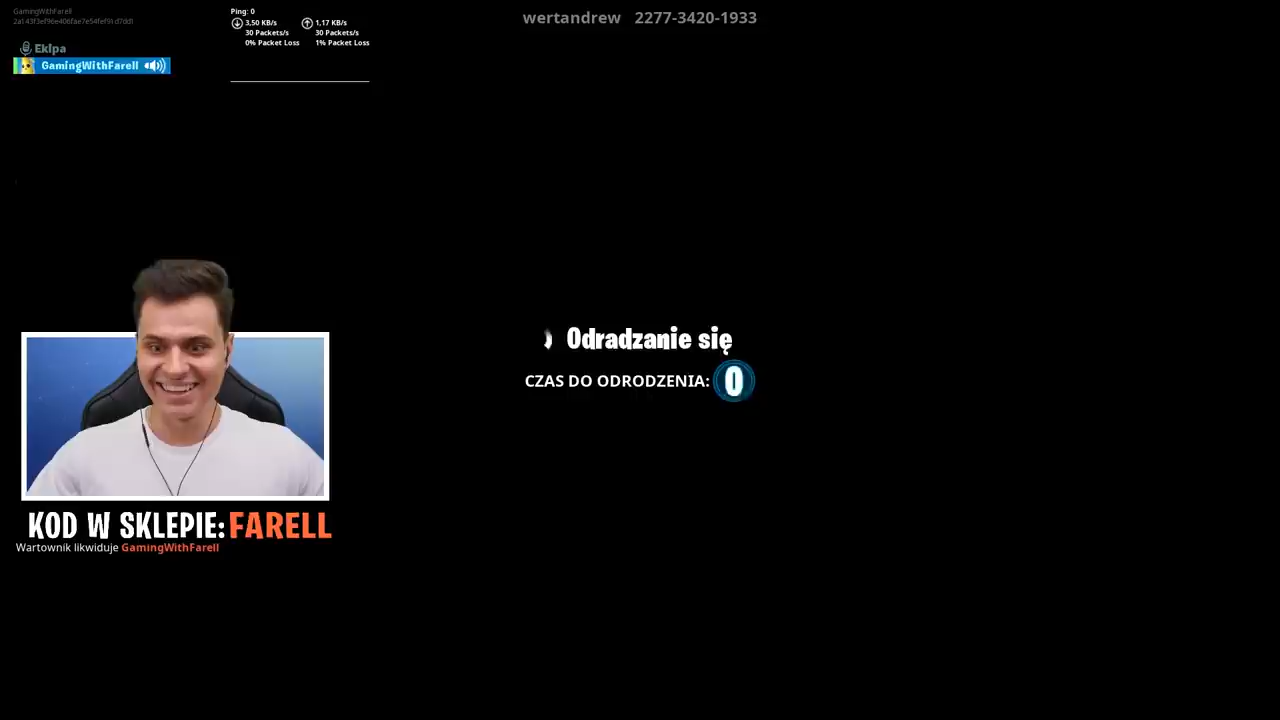 GamingWithFarell
Ping: 0
3,50 KB/s
1,17 KB/s
30 Packets/s
30 Packets/s
0% Packet Loss
1% Packet Loss
wertandrew 2277-3420-1933
Ekipa
GamingWithFarell
Odradzanie się
CZAS DO ODRODZENIA: 0
KOD W SKLEPIE: FARELL
Wartownik likwiduje GamingWithFarell